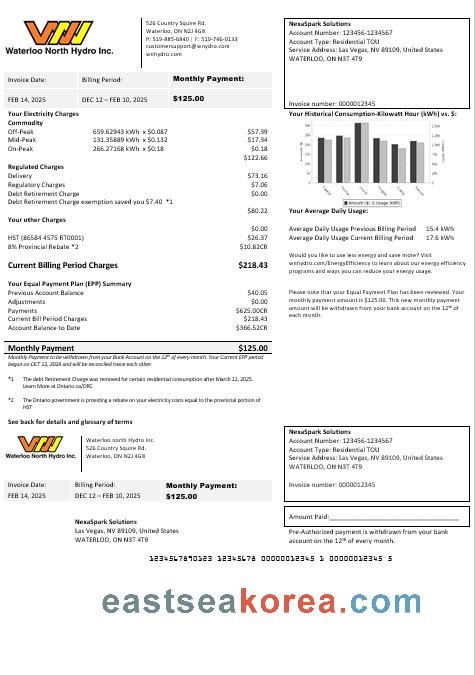 Waterloo North Hydro Inc.
526 Country Squire Rd.
Waterloo, ON N2J 4G8
P: 519-885-6840 | F: 519-746-0133
customersupport@wnhydro.com
wnhydro.com
NexaSpark Solutions
Account Number: 123456-1234567
Account Type: Residential TOU
Service Address: Las Vegas, NV 89109, United States
WATERLOO, ON N3T 4T9
Invoice number: 0000012345
Invoice Date: Billing Period: Monthly Payment:
FEB 14, 2025 DEC 12 – FEB 10, 2025 $125.00
Your Electricity Charges
Commodity
Off-Peak 659.62943 kWh x $0.087 $57.39
Mid-Peak 131.35889 kWh x $0.132 $17.34
On-Peak 266.27168 kWh x $0.18 $0.18
$122.66
Regulated Charges
Delivery $73.16
Regulatory Charges $7.06
Debt Retirement Charge $0.00
Debt Retirement Charge exemption saved you $7.40 *1
$80.22
Your other Charges
$0.00
HST (86584 4575 RT0001) $26.37
8% Provincial Rebate *2 $10.82CR
Current Billing Period Charges $218.43
Your Equal Payment Plan (EPP) Summary
Previous Account Balance $40.05
Adjustments $0.00
Payments $625.00CR
Current Bill Period Charges $218.43
Account Balance to Date $366.52CR
Monthly Payment $125.00
Monthly Payment to be withdrawn from your Bank Account on the 12th of every month. Your Current EPP period
began on OCT 12, 2024 and will be reconciled twice each other.
*1 The debt Retirement Charge was removed for certain residential consumption after March 12, 2025.
Learn More at Ontario.ca/DRC
*2 The Ontario government is providing a rebate on your electricity costs equal to the provincial portion of
HST
See back for details and glossary of terms
Your Historical Consumption-Kilowatt Hour (kWh) vs. $:
Amount ($) Usage (kWh)
Your Average Daily Usage:
Average Daily Usage Previous Billing Period 15.4 kWh
Average Daily Usage Current Billing Period 17.6 kWh
Would you like to use less energy and save more? Visit
wnhydro.com/EnergyEfficiency to learn about our energy efficiency
programs and ways you can reduce your energy usage.
Please note that your Equal Payment Plan has been reviewed. Your
monthly payment amount is $125.00. This new monthly payment
amount will be withdrawn from your bank account on the 12th of
each month.
Waterloo North Hydro Inc.
Waterloo north Hydro Inc.
526 Country Squire Rd.
Waterloo, ON N2J 4G8
NexaSpark Solutions
Account Number: 123456-1234567
Account Type: Residential TOU
Service Address: Las Vegas, NV 89109, United States
WATERLOO, ON N3T 4T9
Invoice number: 0000012345
Invoice Date: Billing Period: Monthly Payment:
FEB 14, 2025 DEC 12 – FEB 10, 2025 $125.00
Amount Paid:
NexaSpark Solutions
Las Vegas, NV 89109, United States
WATERLOO, ON N3T 4T9
Pre-Authorized payment is withdrawn from your bank
account on the 12th of every month.
1234567890123 12345678 00000012345 1 00000012345 5
eastseakorea.com